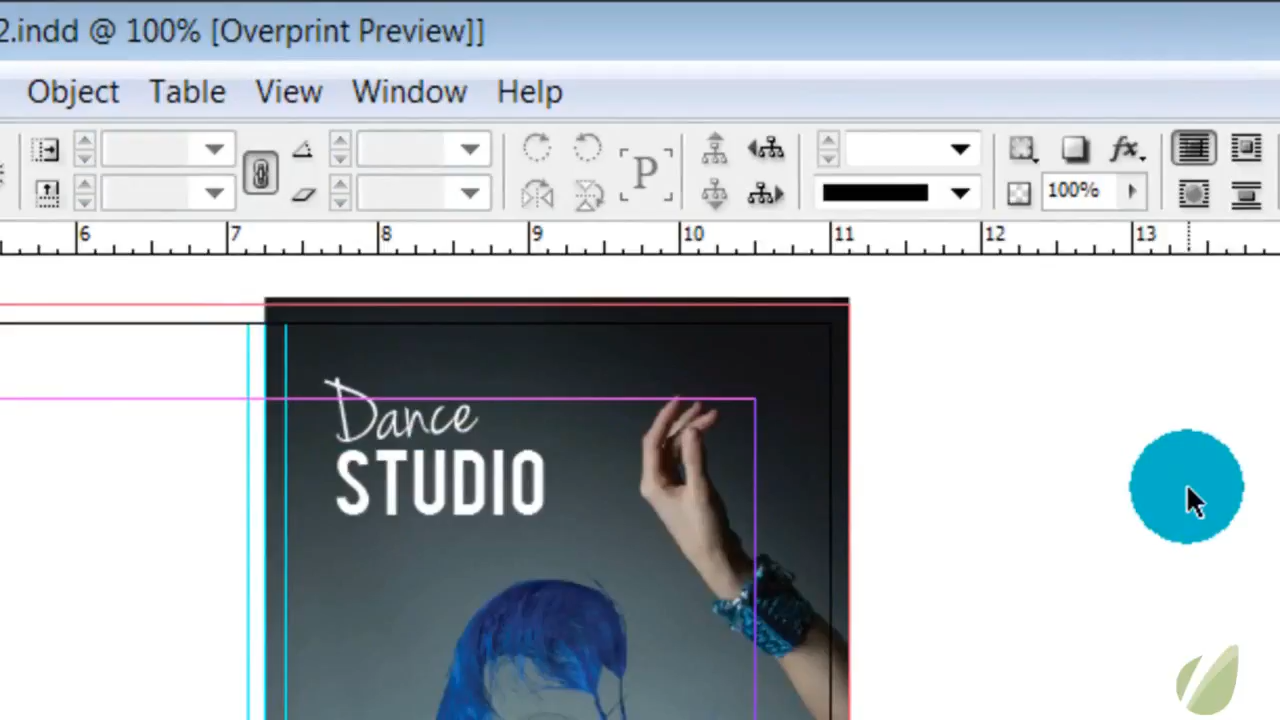 2.indd @ 100% [Overprint Preview]]
Object Table View Window Help
P fx.
100%
6 7 8 9 10 11 12 13
Dance
STUDIO